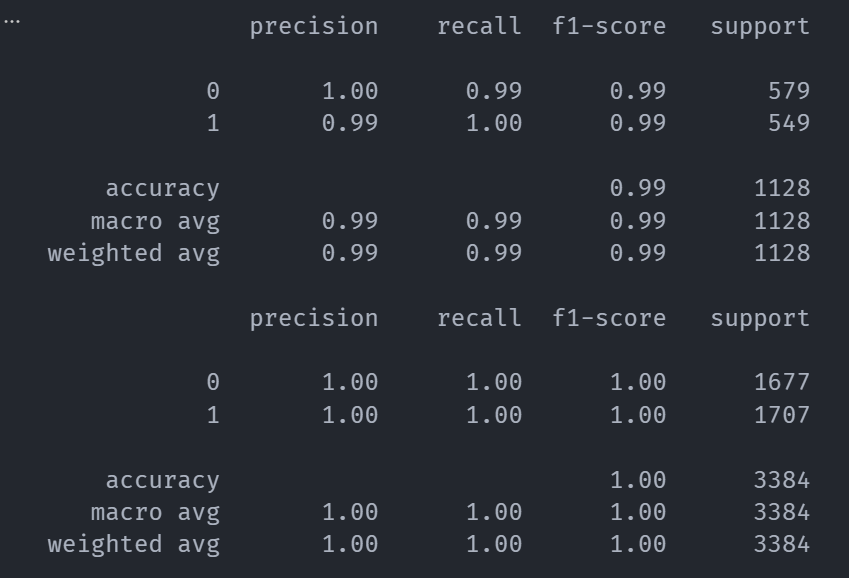 ...
precision recall f1-score support
0 1.00 0.99 0.99 579
1 0.99 1.00 0.99 549
accuracy 0.99 1128
macro avg 0.99 0.99 0.99 1128
weighted avg 0.99 0.99 0.99 1128
precision recall f1-score support
0 1.00 1.00 1.00 1677
1 1.00 1.00 1.00 1707
accuracy 1.00 3384
macro avg 1.00 1.00 1.00 3384
weighted avg 1.00 1.00 1.00 3384